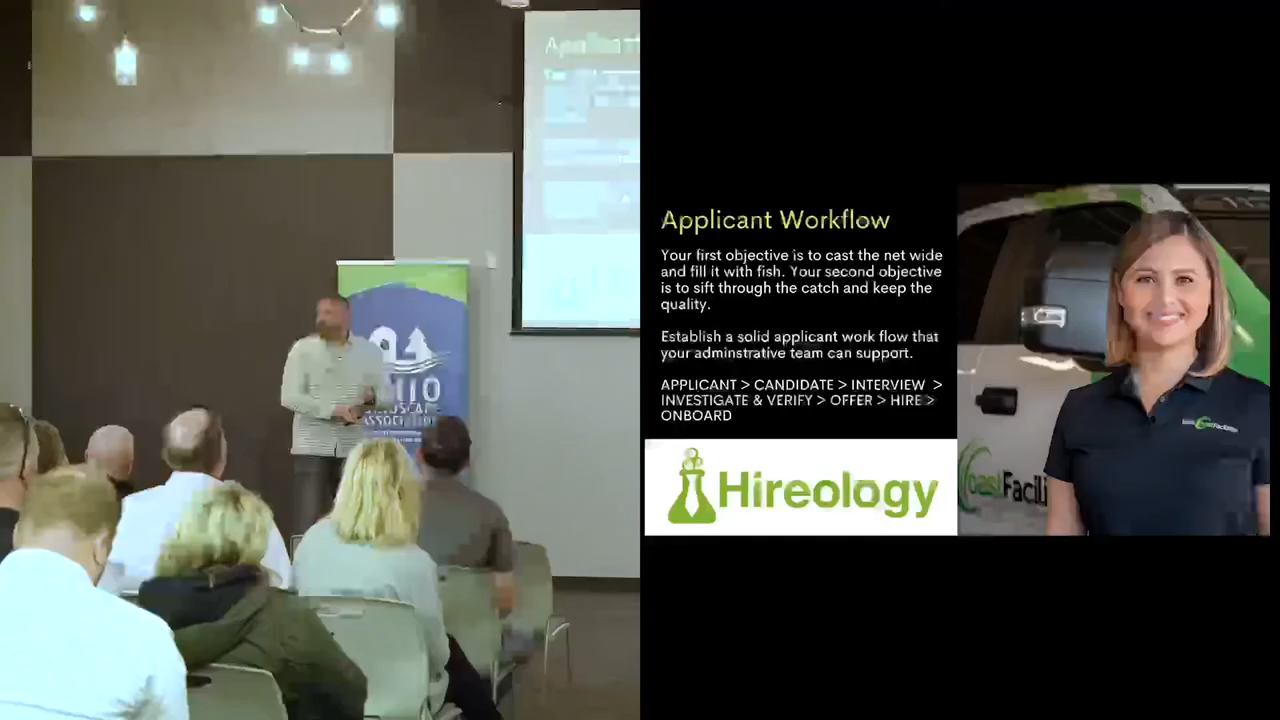 Applicant Workflow
Your first objective is to cast the net wide
and fill it with fish. Your second objective
is to sift through the catch and keep the
quality.
Establish a solid applicant work flow that
your adminstrative team can support.
APPLICANT > CANDIDATE > INTERVIEW >
INVESTIGATE & VERIFY > OFFER > HIRE >
ONBOARD
Hireology